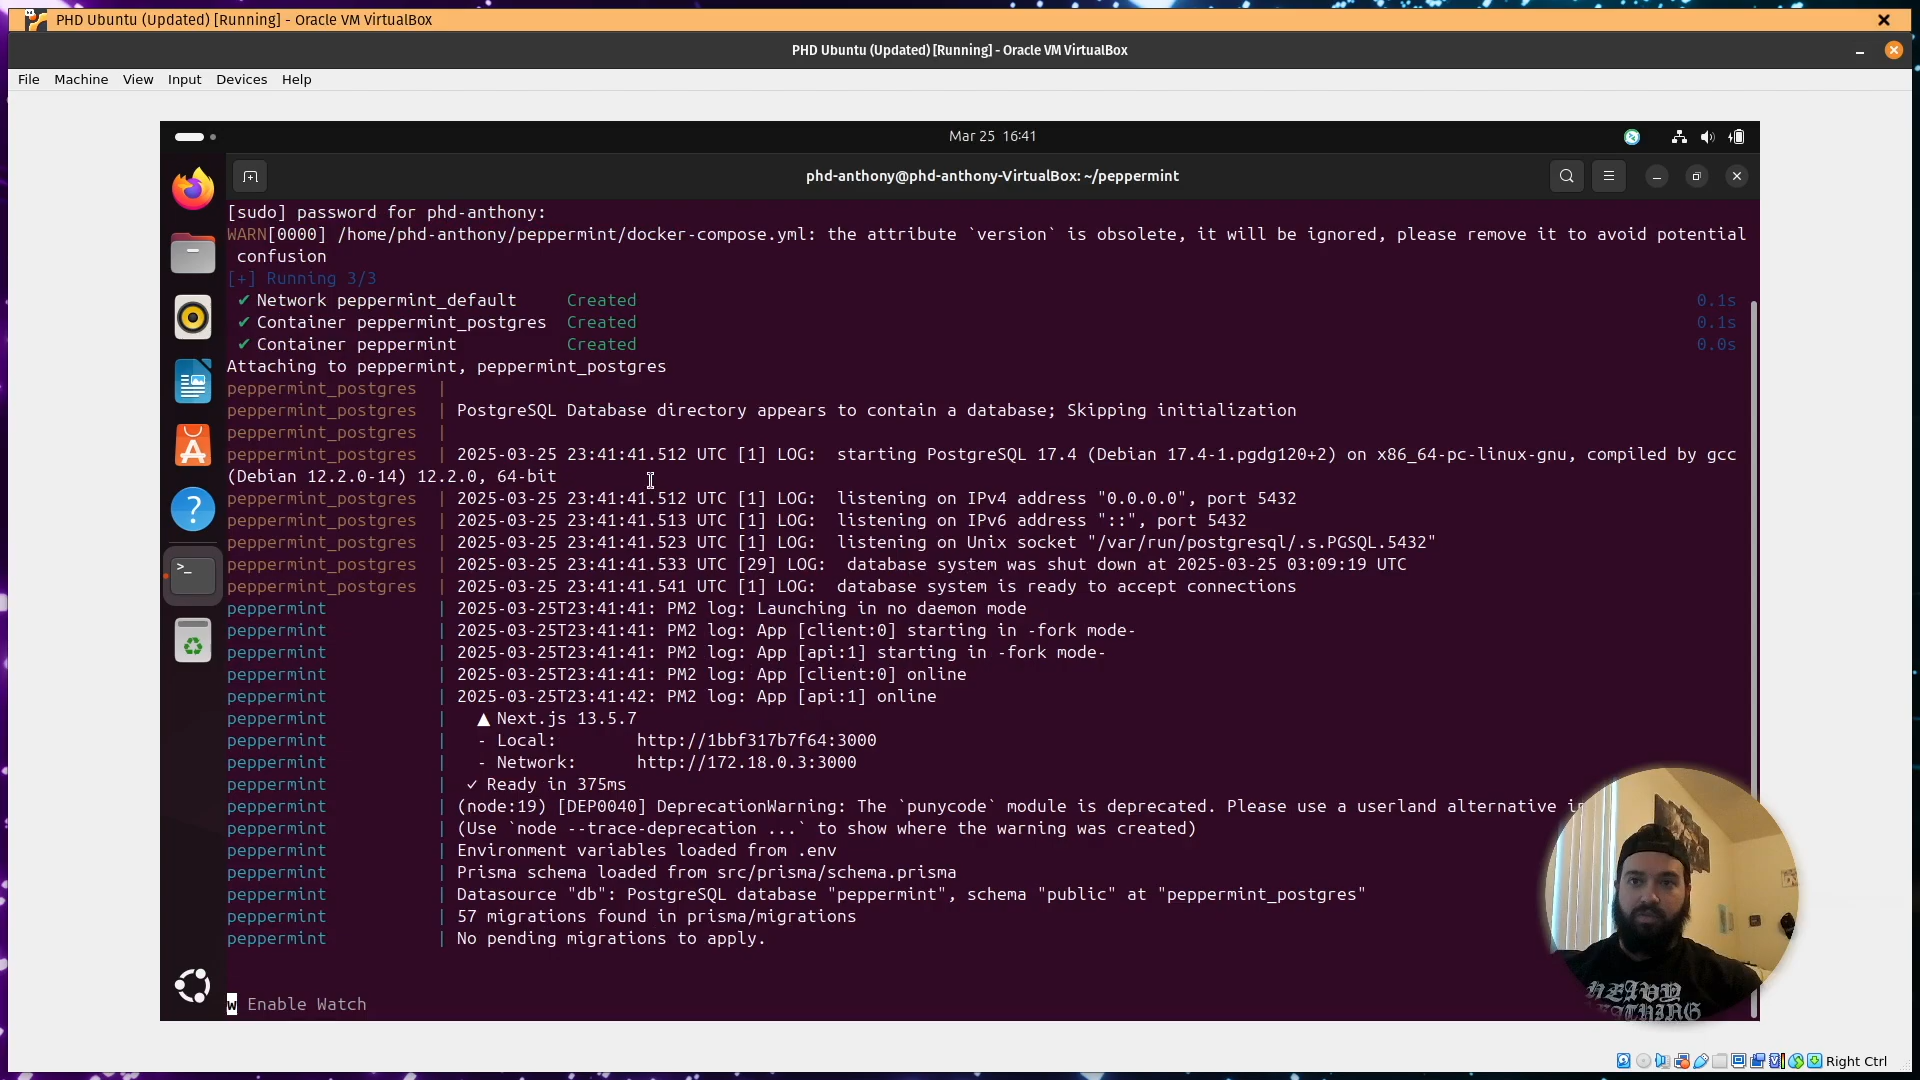 PHD Ubuntu (Updated) [Running] - Oracle VM VirtualBox
PHD Ubuntu (Updated) [Running] - Oracle VM VirtualBox
File Machine View Input Devices Help
Mar 25 16:41
phd-anthony@phd-anthony-VirtualBox: ~/peppermint
[sudo] password for phd-anthony:
WARN[0000] /home/phd-anthony/peppermint/docker-compose.yml: the attribute `version` is obsolete, it will be ignored, please remove it to avoid potential
confusion
[+] Running 3/3
✔ Network peppermint_default Created 0.1s
✔ Container peppermint_postgres Created 0.1s
✔ Container peppermint Created 0.0s
Attaching to peppermint, peppermint_postgres
peppermint_postgres |
peppermint_postgres | PostgreSQL Database directory appears to contain a database; Skipping initialization
peppermint_postgres |
peppermint_postgres | 2025-03-25 23:41:41.512 UTC [1] LOG: starting PostgreSQL 17.4 (Debian 17.4-1.pgdg120+2) on x86_64-pc-linux-gnu, compiled by gcc
(Debian 12.2.0-14) 12.2.0, 64-bit
peppermint_postgres | 2025-03-25 23:41:41.512 UTC [1] LOG: listening on IPv4 address "0.0.0.0", port 5432
peppermint_postgres | 2025-03-25 23:41:41.513 UTC [1] LOG: listening on IPv6 address "::", port 5432
peppermint_postgres | 2025-03-25 23:41:41.523 UTC [1] LOG: listening on Unix socket "/var/run/postgresql/.s.PGSQL.5432"
peppermint_postgres | 2025-03-25 23:41:41.533 UTC [29] LOG: database system was shut down at 2025-03-25 03:09:19 UTC
peppermint_postgres | 2025-03-25 23:41:41.541 UTC [1] LOG: database system is ready to accept connections
peppermint | 2025-03-25T23:41:41: PM2 log: Launching in no daemon mode
peppermint | 2025-03-25T23:41:41: PM2 log: App [client:0] starting in -fork mode-
peppermint | 2025-03-25T23:41:41: PM2 log: App [api:1] starting in -fork mode-
peppermint | 2025-03-25T23:41:41: PM2 log: App [client:0] online
peppermint | 2025-03-25T23:41:42: PM2 log: App [api:1] online
peppermint | ▲ Next.js 13.5.7
peppermint | - Local: http://1bbf317b7f64:3000
peppermint | - Network: http://172.18.0.3:3000
peppermint | ✓ Ready in 375ms
peppermint | (node:19) [DEP0040] DeprecationWarning: The `punycode` module is deprecated. Please use a userland alternative
peppermint | (Use `node --trace-deprecation ...` to show where the warning was created)
peppermint | Environment variables loaded from .env
peppermint | Prisma schema loaded from src/prisma/schema.prisma
peppermint | Datasource "db": PostgreSQL database "peppermint", schema "public" at "peppermint_postgres"
peppermint | 57 migrations found in prisma/migrations
peppermint | No pending migrations to apply.
w Enable Watch
HEAVY
Right Ctrl